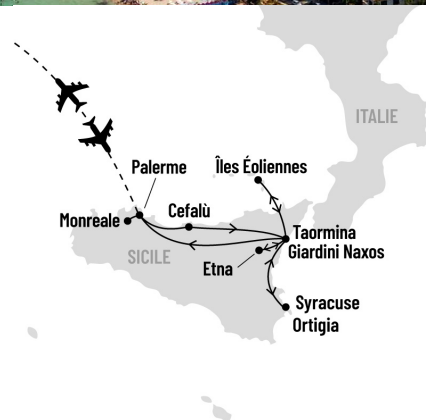 ITALIE
Palerme
Îles Éoliennes
Monreale
Cefalù
Taormina
Giardini Naxos
SICILE
Etna
Syracuse
Ortigia